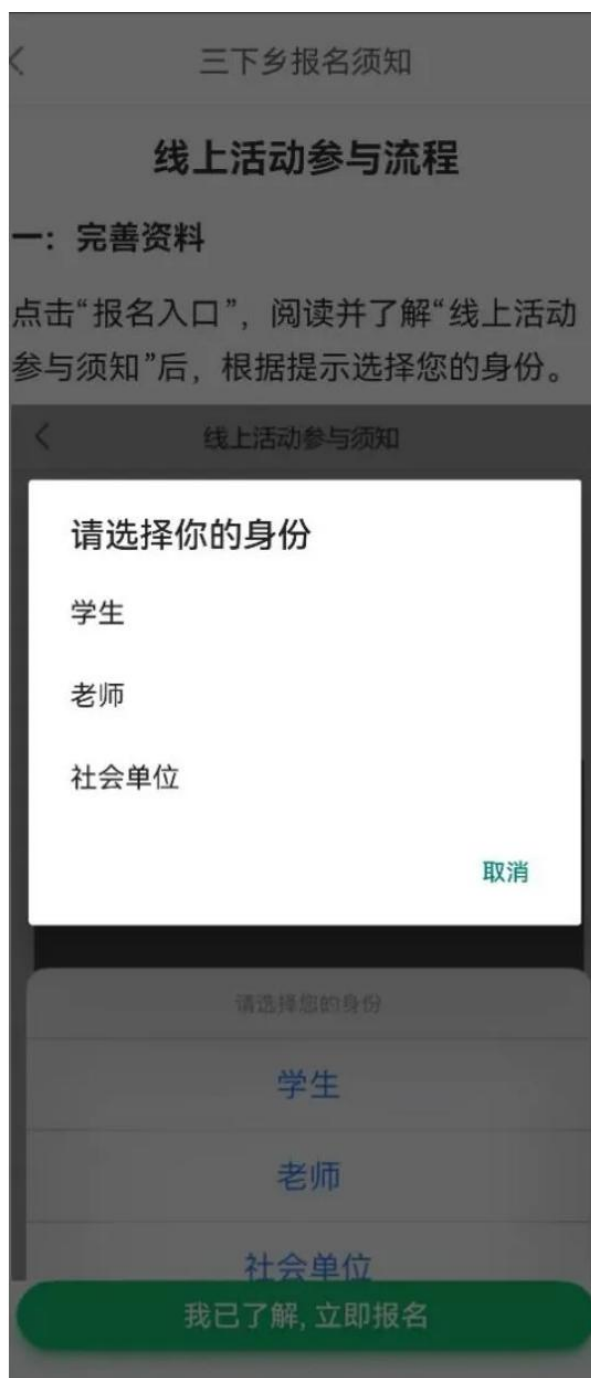 三下乡报名须知
线上活动参与流程
一：完善资料
点击“报名入口”，阅读并了解“线上活动
参与须知”后，根据提示选择您的身份。
线上活动参与须知
请选择你的身份
学生
老师
社会单位
取消
请选择您的身份
学生
老师
社会单位
我已了解, 立即报名